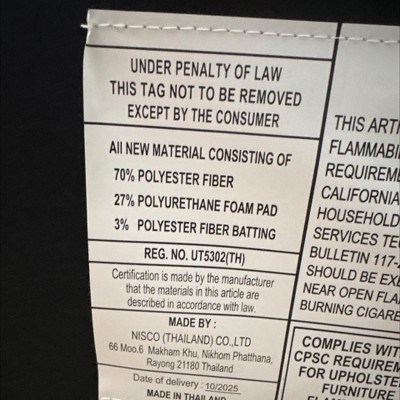 UNDER PENALTY OF LAW
THIS TAG NOT TO BE REMOVED
EXCEPT BY THE CONSUMER
All NEW MATERIAL CONSISTING OF
70% POLYESTER FIBER
27% POLYURETHANE FOAM PAD
3% POLYESTER FIBER BATTING
REG. NO. UT5302(TH)
Certification is made by the manufacturer
that the materials in this article are
described in accordance with law.
MADE BY :
NISCO (THAILAND) CO.,LTD
66 Moo.6 Makham Khu, Nikhom Phatthana,
Rayong 21180 Thailand
Date of delivery : 10/2025
MADE IN THAILAND
THIS ARTI
FLAMMABI
REQUIREME
CALIFORNIA
HOUSEHOLD
SERVICES TE
BULLETIN 117-
SHOULD BE EX
NEAR OPEN FLA
BURNING CIGARE
COMPLIES WIT
CPSC REQUIREM
FOR UPHOLSTE
FURNITURE